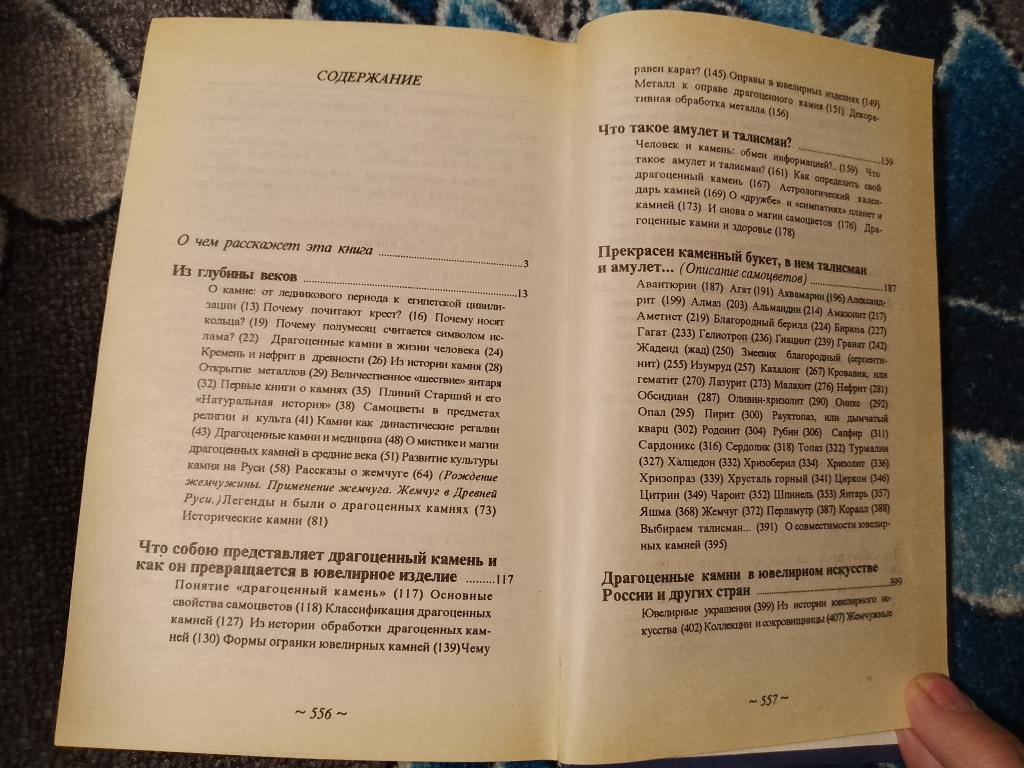 СОДЕРЖАНИЕ
О чем расскажет эта книга ..........................3
Из глубины веков ..........................................13
О камне: от ледникового периода к египетской цивили-
зации (13) Почему почитают крест? (16) Почему носят
кольца? (19) Почему полумесяц считается символом ис-
лама? (22) Драгоценные камни в жизни человека (24)
Кремень и нефрит в древности (26) Из истории камня (28)
Открытие металлов (29) Величественное «шествие» янтаря
(32) Первые книги о камнях (35) Плиний Старший и его
«Натуральная история» (38) Самоцветы в предметах
религии и культа (41) Камни как династические регалии
(43) Драгоценные камни и медицина (48) О мистике и магии
драгоценных камней в средние века (51) Развитие культуры
камня на Руси (58) Рассказы о жемчуге (64) (Рождение
жемчужины. Применение жемчуга. Жемчуг в Древней
Руси.) Легенды и были о драгоценных камнях (73)
Исторические камни (81)
Что собою представляет драгоценный камень и
как он превращается в ювелирное изделие .........117
Понятие «драгоценный камень» (117) Основные
свойства самоцветов (118) Классификация драгоценных
камней (127) Из истории обработки драгоценных кам-
ней (130) Формы огранки ювелирных камней (139)Чему
~ 556 ~
равен карат? (145) Оправы в ювелирных изделиях (149)
Металл к оправе драгоценного камня (151) Декора-
тивная обработка металла (156)
Что такое амулет и талисман? ......................159
Человек и камень: обмен информацией?.. (159) Что
такое амулет и талисман? (161) Как определить свой
драгоценный камень (167) Астрологический кален-
дарь камней (169) О «дружбе» и «симпатиях» планет и
камней (173) И снова о магии самоцветов (176) Дра-
гоценные камни и здоровье (178)
Прекрасен каменный букет, в нем талисман
и амулет... (Описание самоцветов) ....................187
Авантюрин (187) Агат (191) Аквамарин (196) Александ-
рит (199) Алмаз (203) Альмандин (214) Амазонит (217)
Аметист (219) Благородный берилл (224) Бирюза (227)
Гагат (233) Гелиотроп (236) Гиацинт (239) Гранат (242)
Жадеид (жад) (250) Змеевик благородный (серпенти-
нит) (255) Изумруд (257) Кахалонг (267) Кровавик, или
гематит (270) Лазурит (273) Малахит (276) Нефрит (281)
Обсидиан (287) Оливин-хризолит (290) Оникс (292)
Опал (295) Пирит (300) Раухтопаз, или дымчатый
кварц (302) Родонит (304) Рубин (306) Сапфир (311)
Сардоникс (316) Сердолик (318) Топаз (322) Турмалин
(327) Халцедон (332) Хризоберил (334) Хризолит (336)
Хризопраз (339) Хрусталь горный (341) Циркон (346)
Цитрин (349) Чароит (352) Шпинель (353) Янтарь (357)
Яшма (368) Жемчуг (372) Перламутр (387) Коралл (388)
Выбираем талисман... (391) О совместимости ювелир-
ных камней (395)
Драгоценные камни в ювелирном искусстве
России и других стран ..............................399
Ювелирные украшения (399) Из истории ювелирного ис-
кусства (402) Коллекции и сокровищницы (407) Жемчужные
~ 557 ~